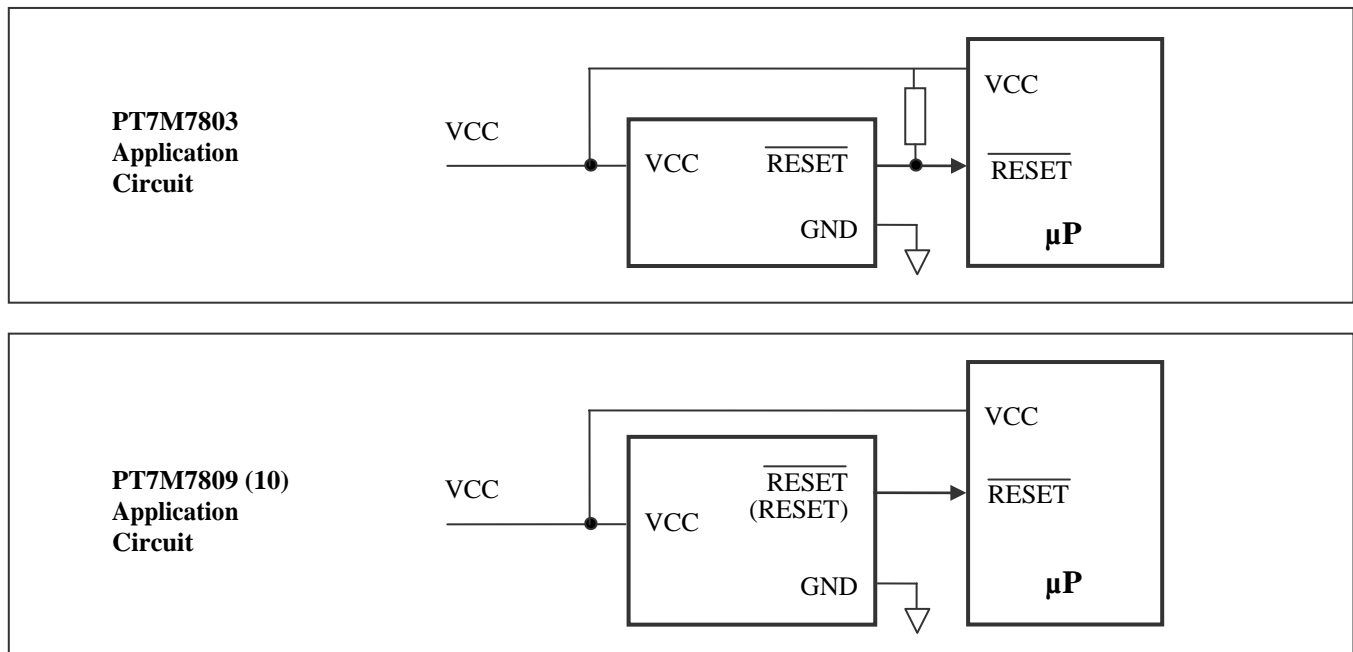 PT7M7803
Application
Circuit
VCC
VCC
RESET
GND
VCC
RESET
µP
PT7M7809 (10)
Application
Circuit
VCC
VCC
RESET
(RESET)
GND
VCC
RESET
µP